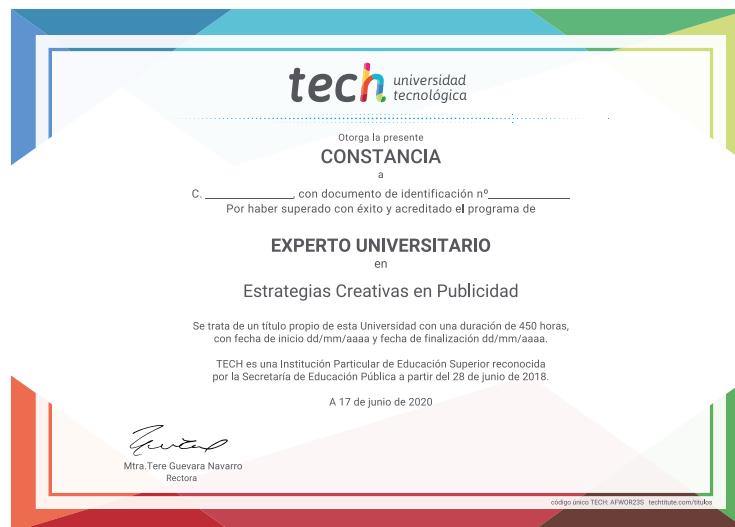 tech universidad
tecnológica
Otorga la presente
CONSTANCIA
a
C. ______________, con documento de identificación nº______________
Por haber superado con éxito y acreditado el programa de
EXPERTO UNIVERSITARIO
en
Estrategias Creativas en Publicidad
Se trata de un título propio de esta Universidad con una duración de 450 horas,
con fecha de inicio dd/mm/aaaa y fecha de finalización dd/mm/aaaa.
TECH es una Institución Particular de Educación Superior reconocida
por la Secretaría de Educación Pública a partir del 28 de junio de 2018.
A 17 de junio de 2020
Mtra.Tere Guevara Navarro
Rectora
código único TECH: AFWOR23S techtitute.com/titulos